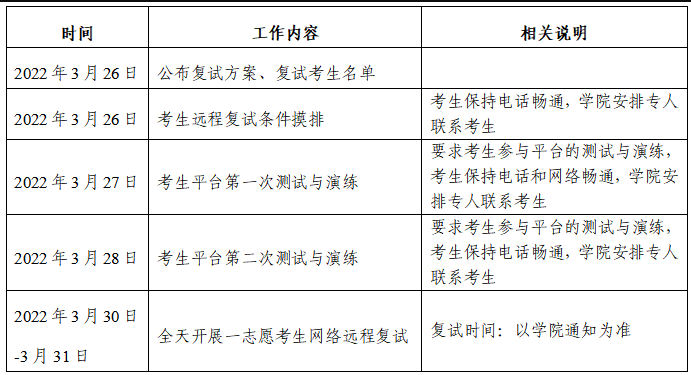 时间 工作内容 相关说明
2022 年 3 月 26 日 公布复试方案、复试考生名单
2022 年 3 月 26 日 考生远程复试条件摸排 考生保持电话畅通，学院安排专人
联系考生
2022 年 3 月 27 日 考生平台第一次测试与演练 要求考生参与平台的测试与演练，
考生保持电话和网络畅通，学院安
排专人联系考生
2022 年 3 月 28 日 考生平台第二次测试与演练 要求考生参与平台的测试与演练，
考生保持电话畅通，学院安排专人
联系考生
2022 年 3 月 30 日
-3 月 31 日 全天开展一志愿考生网络远程复试 复试时间：以学院通知为准